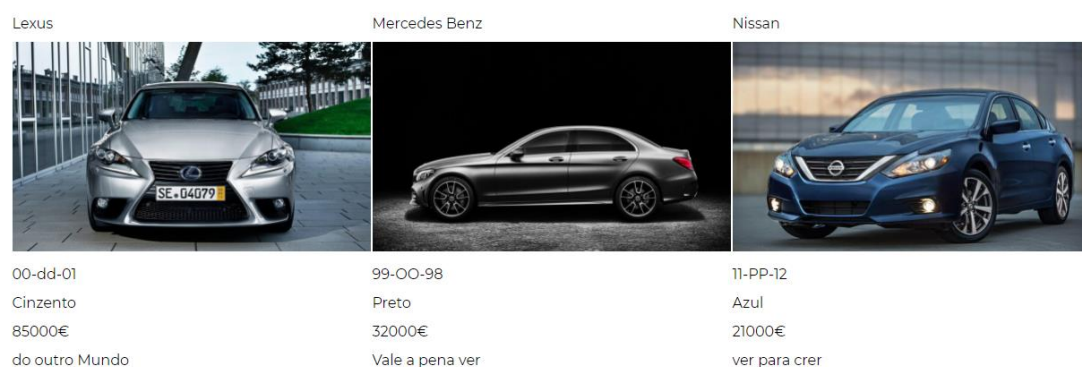 Lexus
SE·04079
00-dd-01
Cinzento
85000€
do outro Mundo
Mercedes Benz
99-OO-98
Preto
32000€
Vale a pena ver
Nissan
11-PP-12
Azul
21000€
ver para crer